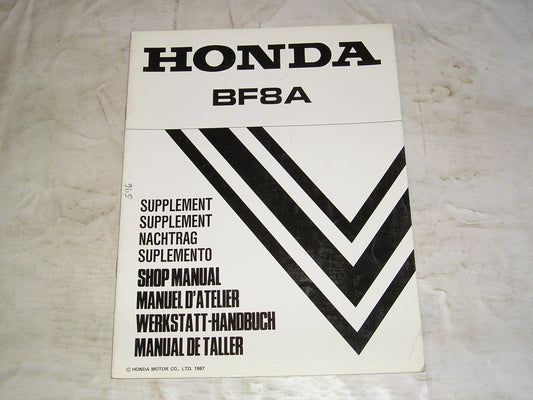 HONDA
BF8A
596
SUPPLEMENT
SUPPLEMENT
NACHTRAG
SUPLEMENTO
SHOP MANUAL
MANUEL D'ATELIER
WERKSTATT-HANDBUCH
MANUAL DE TALLER
© HONDA MOTOR CO., LTD. 1987